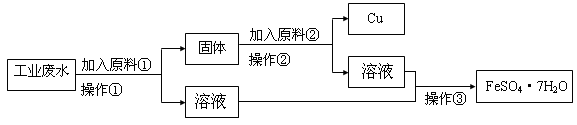 工业废水
加入原料①
操作①
固体
溶液
加入原料②
操作②
Cu
溶液
操作③
FeSO₄·7H₂O